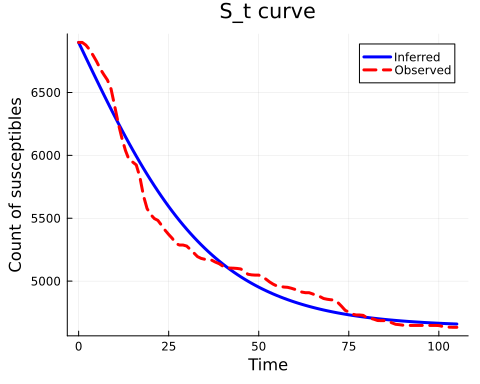 S_t curve
Inferred
Observed
Count of susceptibles
6500
6000
5500
5000
0
25
50
75
100
Time